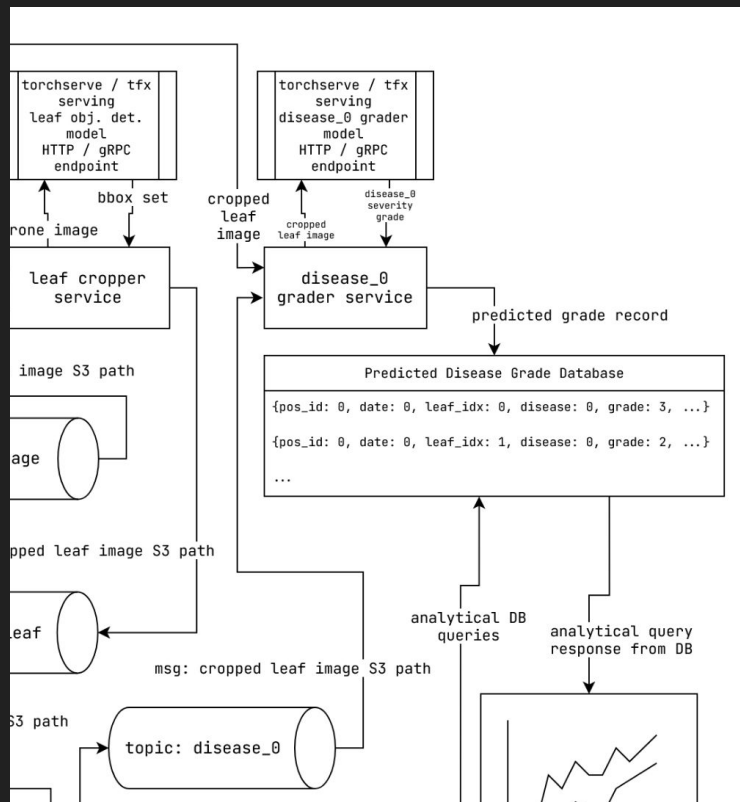 torchserve / tfx
serving
leaf obj. det.
model
HTTP / gRPC
endpoint
torchserve / tfx
serving
disease_0 grader
model
HTTP / gRPC
endpoint
bbox set
rone image
cropped
leaf
image
cropped
leaf image
disease_0
severity
grade
leaf cropper
service
disease_0
grader service
predicted grade record
image S3 path
Predicted Disease Grade Database
{pos_id: 0, date: 0, leaf_idx: 0, disease: 0, grade: 3, ...}
{pos_id: 0, date: 0, leaf_idx: 1, disease: 0, grade: 2, ...}
...
age
pped leaf image S3 path
eaf
analytical DB
queries
analytical query
response from DB
msg: cropped leaf image S3 path
S3 path
topic: disease_0